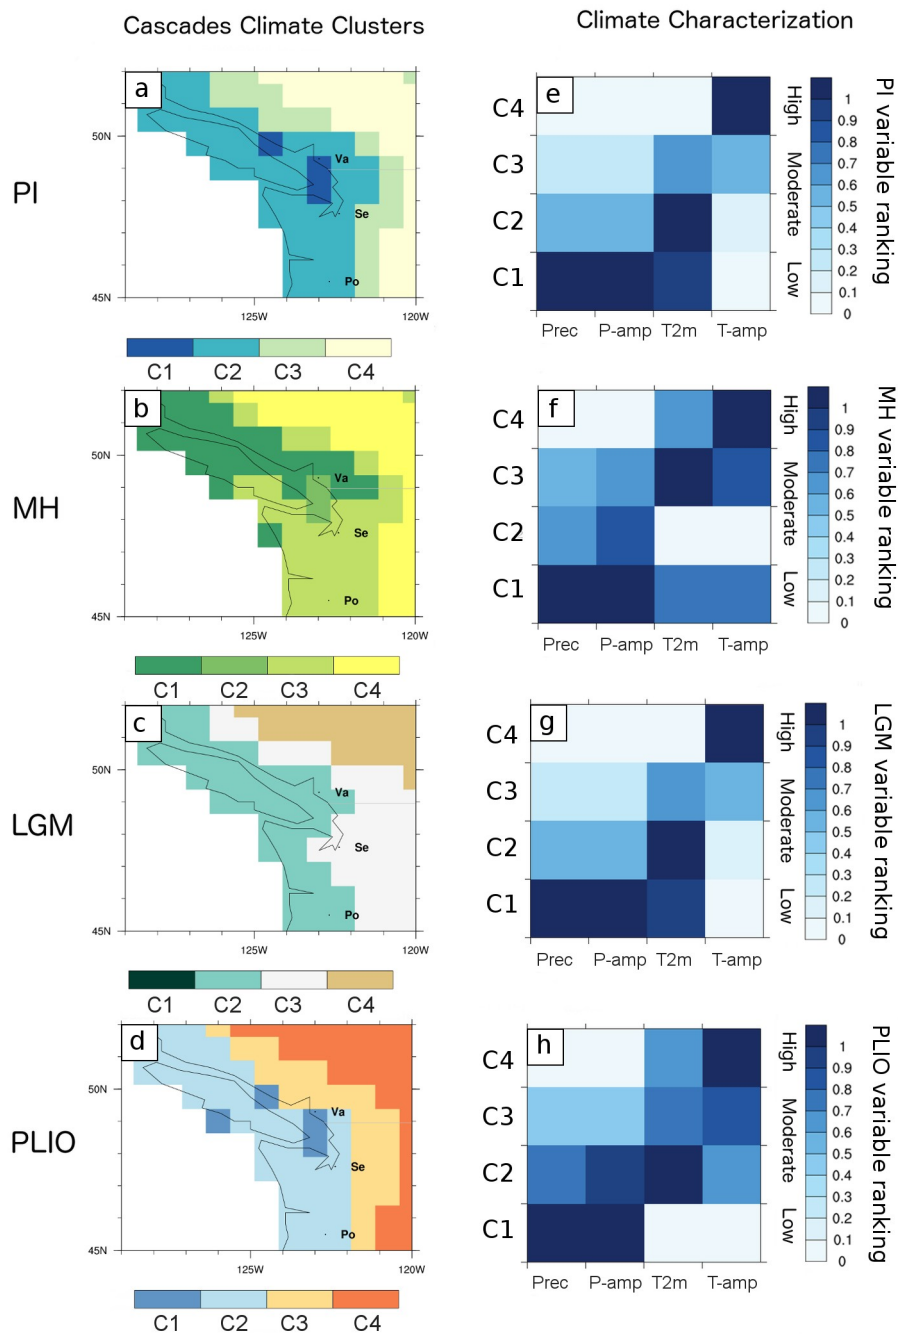 Cascades Climate Clusters
Climate Characterization
PI
a
50N
45N
125W
120W
Va
Se
Po
C1 C2 C3 C4
e
C4
C3
C2
C1
Prec P-amp T2m T-amp
High
Moderate
Low
1
0.9
0.8
0.7
0.6
0.5
0.4
0.3
0.2
0.1
0
PI variable ranking
MH
b
50N
45N
125W
120W
Va
Se
Po
C1 C2 C3 C4
f
C4
C3
C2
C1
Prec P-amp T2m T-amp
High
Moderate
Low
1
0.9
0.8
0.7
0.6
0.5
0.4
0.3
0.2
0.1
0
MH variable ranking
LGM
c
50N
45N
125W
120W
Va
Se
Po
C1 C2 C3 C4
g
C4
C3
C2
C1
Prec P-amp T2m T-amp
High
Moderate
Low
1
0.9
0.8
0.7
0.6
0.5
0.4
0.3
0.2
0.1
0
LGM variable ranking
PLIO
d
50N
45N
125W
120W
Va
Se
Po
C1 C2 C3 C4
h
C4
C3
C2
C1
Prec P-amp T2m T-amp
High
Moderate
Low
1
0.9
0.8
0.7
0.6
0.5
0.4
0.3
0.2
0.1
0
PLIO variable ranking